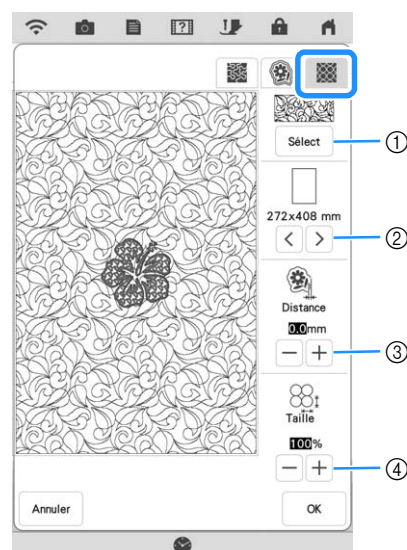 Sélect
①
272x408 mm
②
Distance
0.0mm
③
Taille
100%
④
Annuler
OK